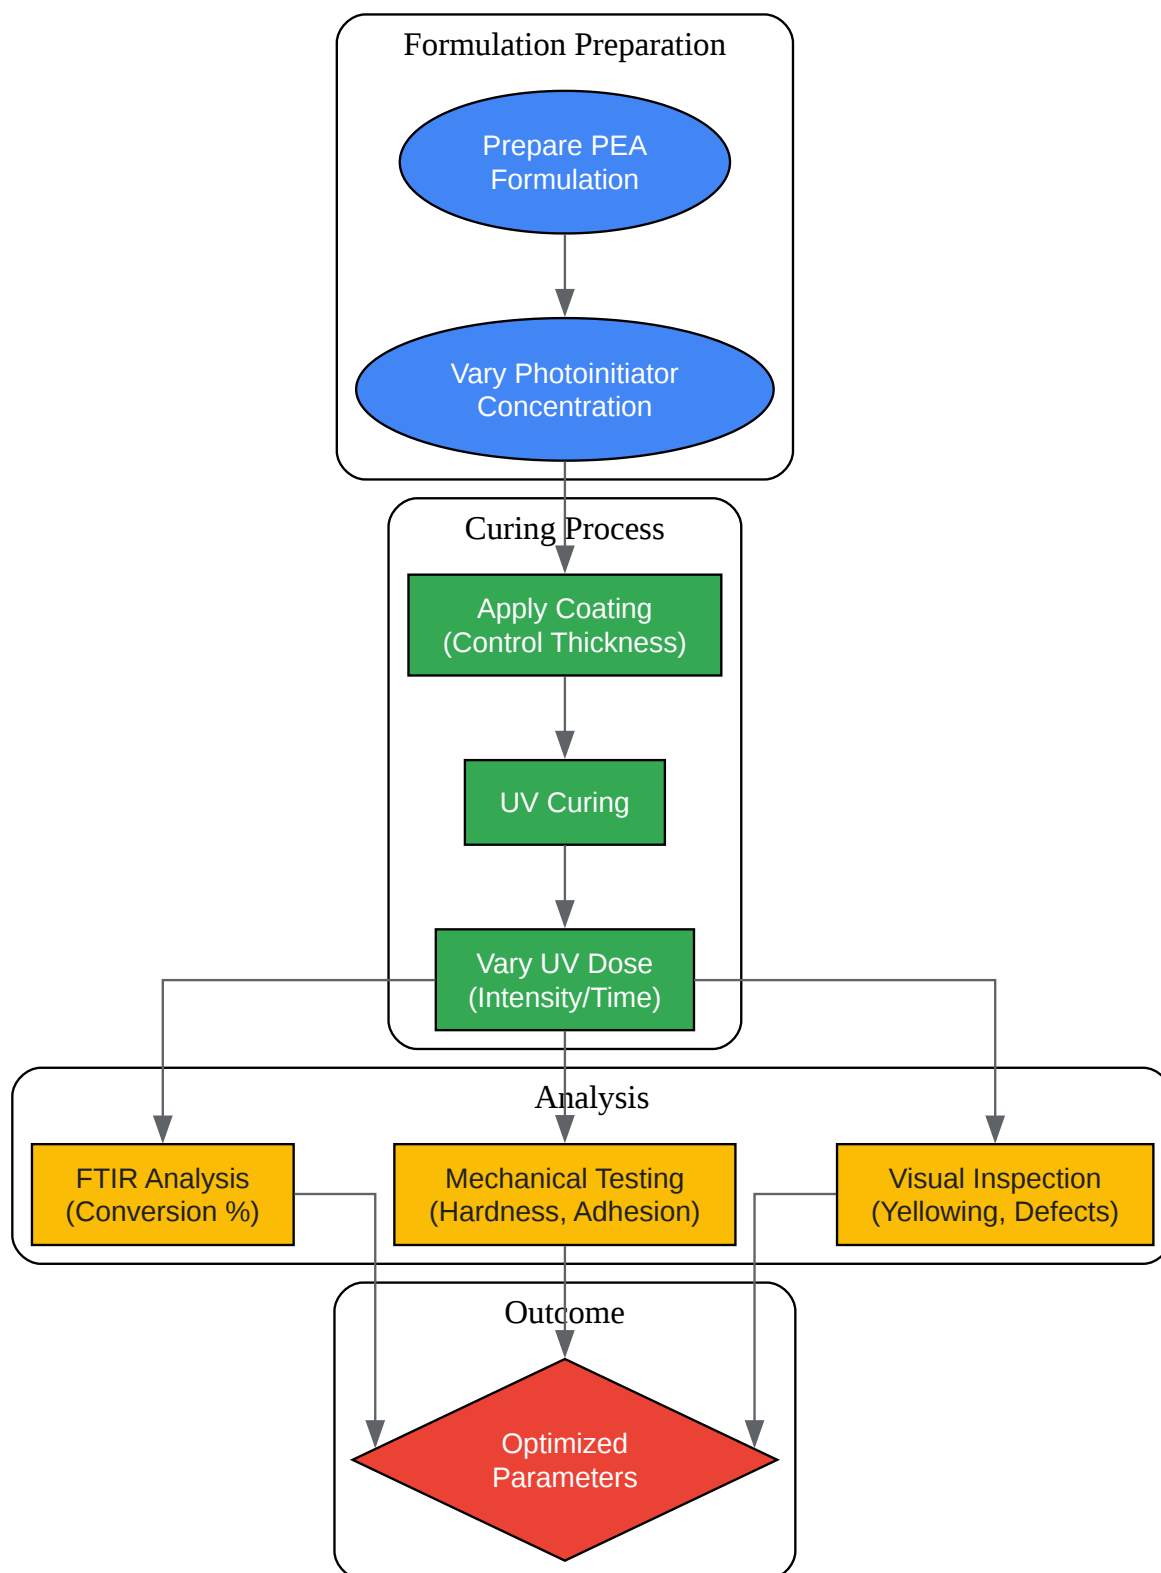 Formulation Preparation
Prepare PEA
Formulation
Vary Photoinitiator
Concentration
Curing Process
Apply Coating
(Control Thickness)
UV Curing
Vary UV Dose
(Intensity/Time)
Analysis
FTIR Analysis
(Conversion %)
Mechanical Testing
(Hardness, Adhesion)
Visual Inspection
(Yellowing, Defects)
Outcome
Optimized
Parameters